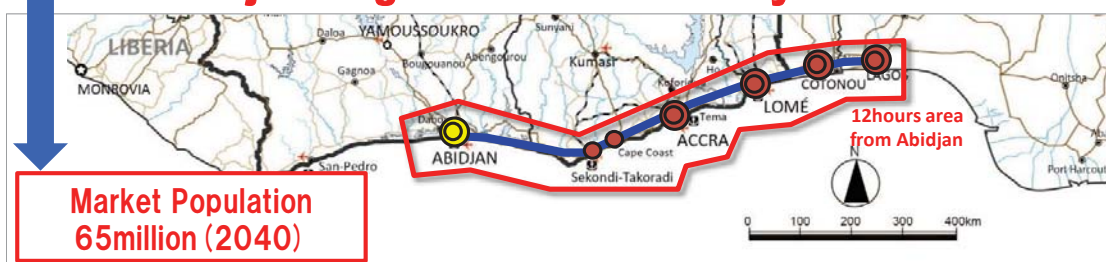 LIBERIA
MONROVIA
Daloa
YAMOUSSOUKRO
Bougouanou
Abengourou
Gagnoa
Sunyani
Kumasi
Koforidua
Ho
San-Pedro
ABIDJAN
Sekondi-Takoradi
Cape Coast
ACCRA
Tema
LOMÉ
COTONOU
LAGOS
Onitsha
Port Harcourt
12hours area
from Abidjan
N
0 100 200 300 400km
Market Population
65million (2040)